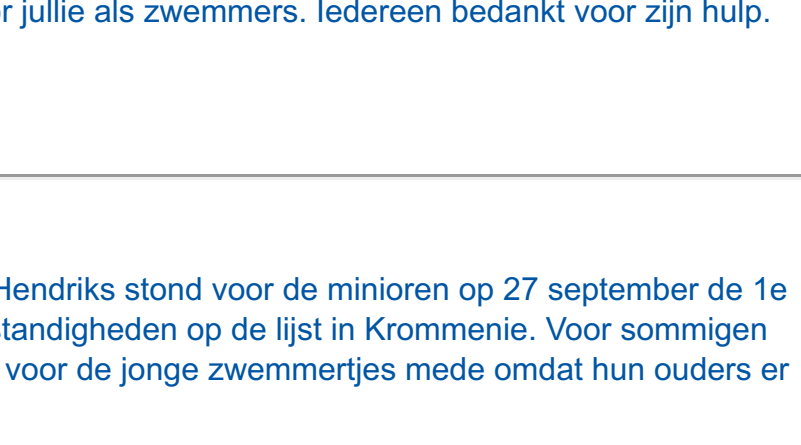 r jullie als zwemmers. Iedereen bedankt voor zijn hulp.
Hendriks stond voor de minioren op 27 september de 1e
standigheden op de lijst in Krommenie. Voor sommigen
voor de jonge zwemmertjes mede omdat hun ouders er